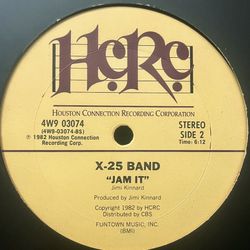 HCRC
HOUSTON CONNECTION RECORDING CORPORATION
4W9 03074
(4W9-03074-BS)
℗ 1982 Houston Connection
Recording Corp.
STEREO
SIDE 2
Time: 6:12
X-25 BAND
"JAM IT"
Jimi Kinnard
Produced by Jimi Kinnard
Copyright 1982 by HCRC
Distributed by CBS
FUNTOWN MUSIC, INC.
(BMI)